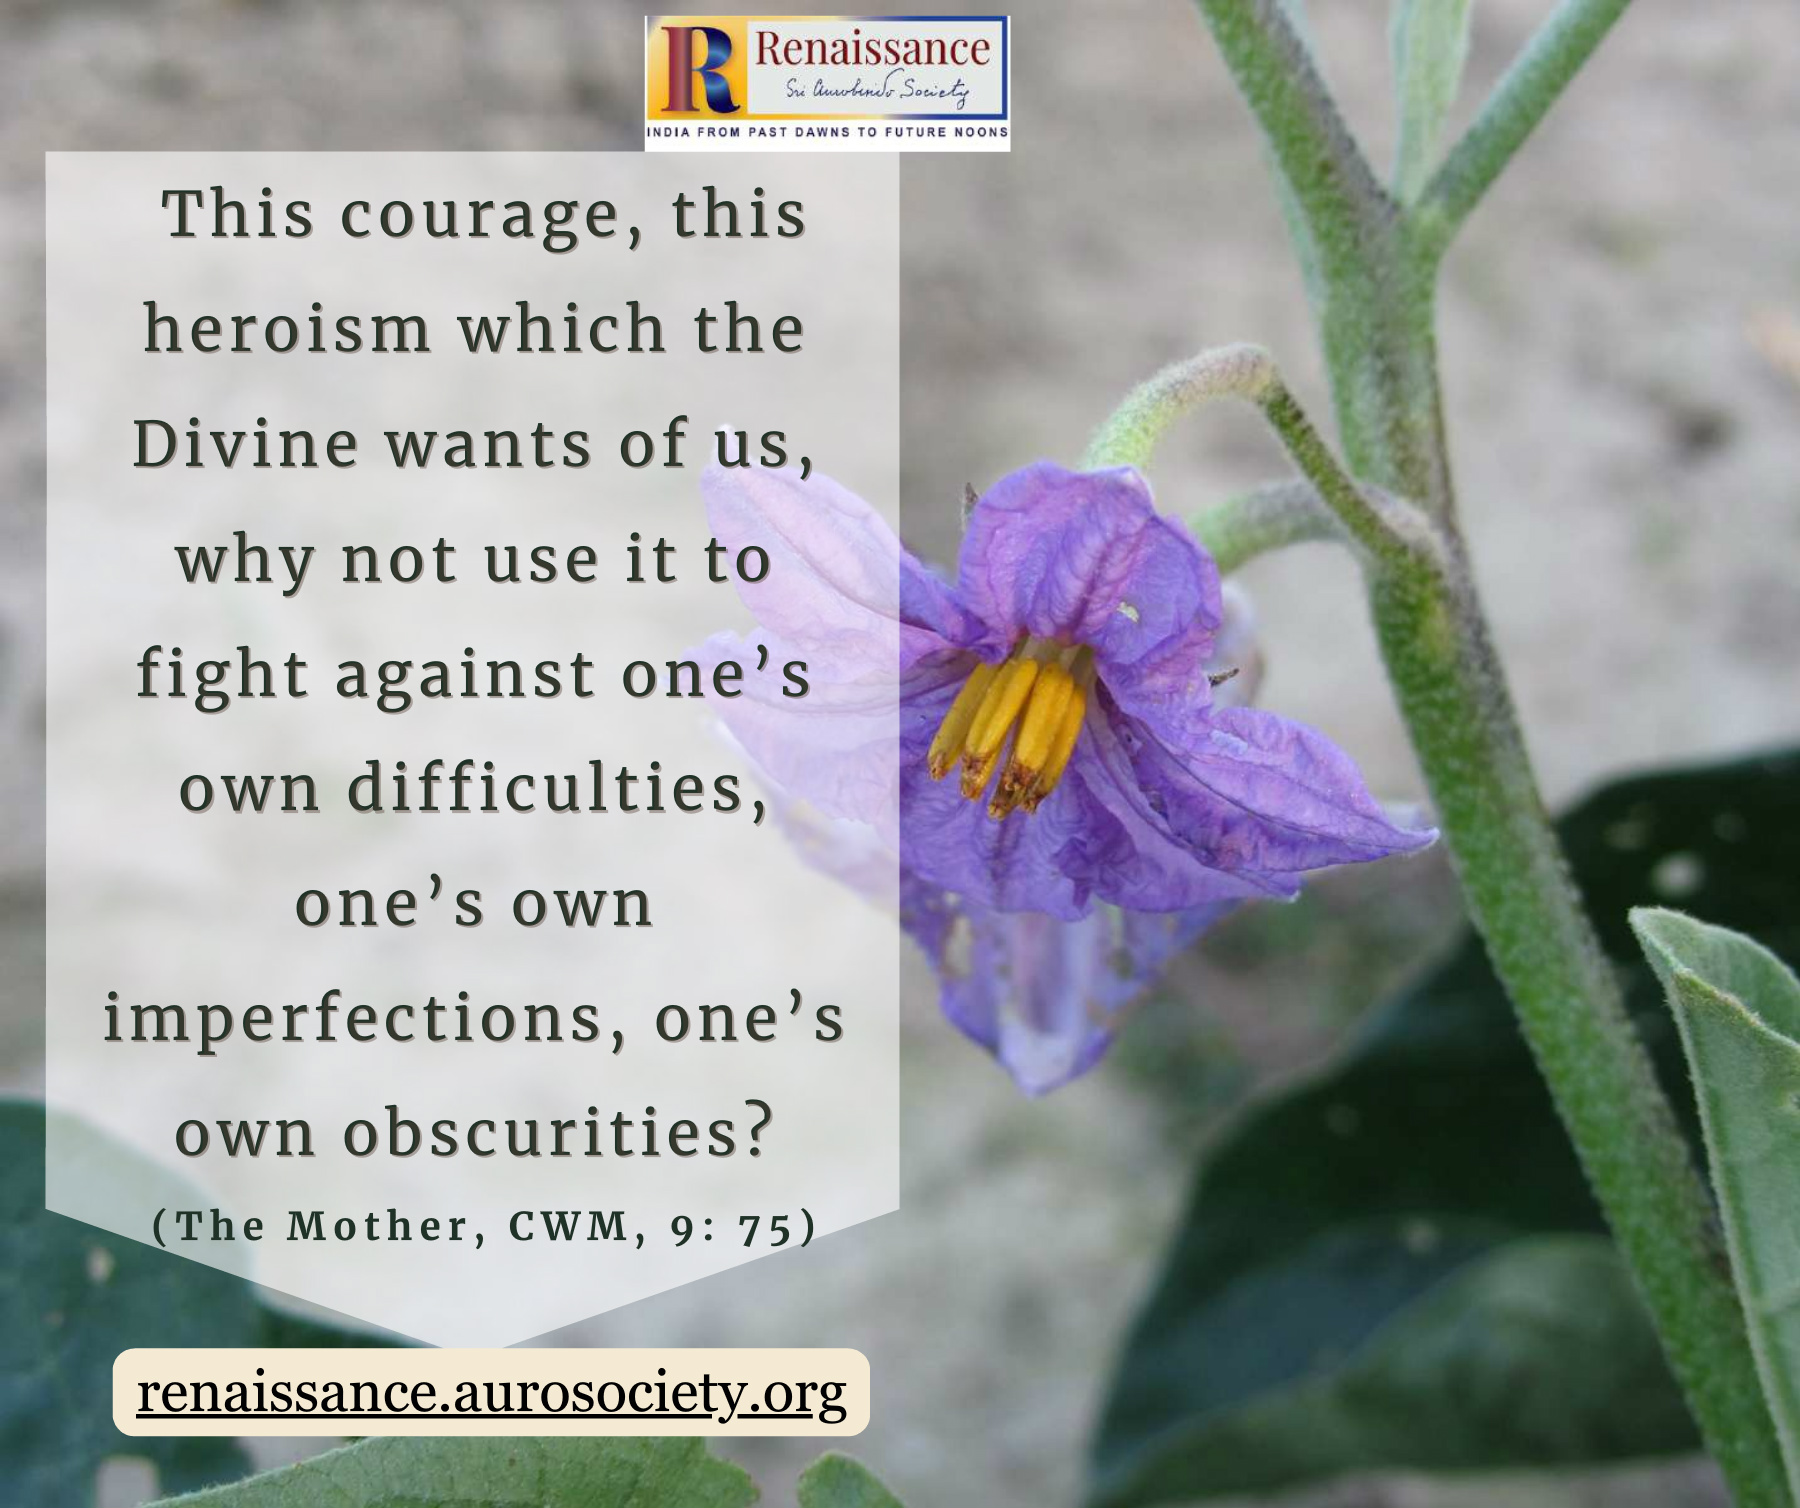 R Renaissance
Sri Aurobindo Society
INDIA FROM PAST DAWNS TO FUTURE NOONS
This courage, this
heroism which the
Divine wants of us,
why not use it to
fight against one’s
own difficulties,
one’s own
imperfections, one’s
own obscurities?
(The Mother, CWM, 9: 75)
renaissance.aurosociety.org